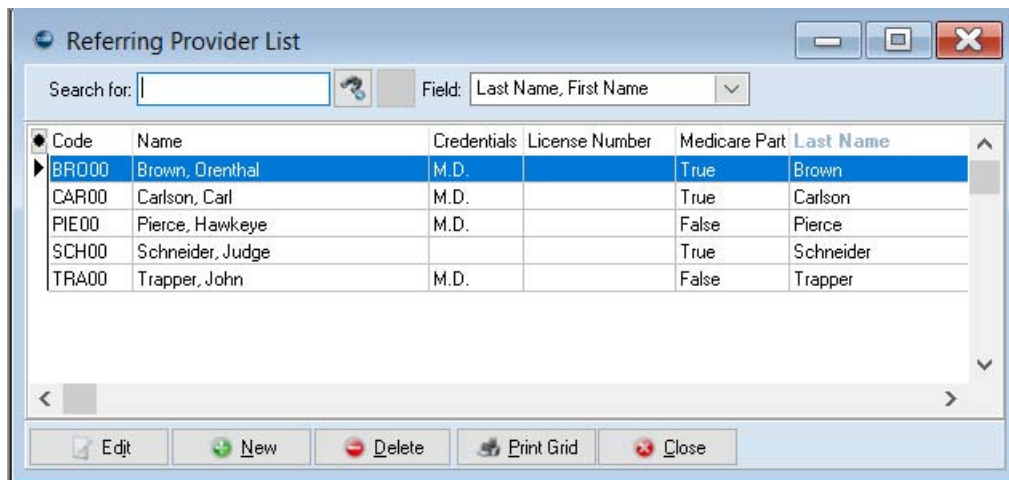 Referring Provider List
Search for: Field: Last Name, First Name
Code Name Credentials License Number Medicare Part Last Name
BRO00 Brown, Orenthal M.D. True Brown
CAR00 Carlson, Carl M.D. True Carlson
PIE00 Pierce, Hawkeye M.D. False Pierce
SCH00 Schneider, Judge True Schneider
TRA00 Trapper, John M.D. False Trapper
Edit New Delete Print Grid Close